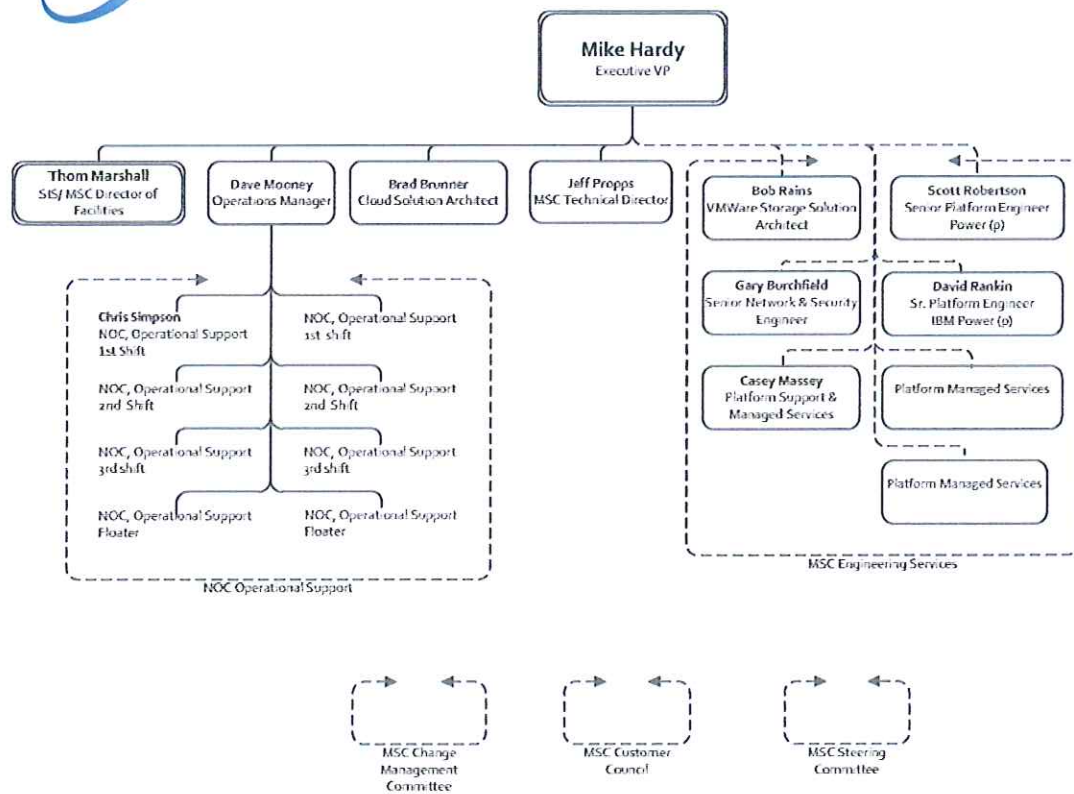 Mike Hardy
Executive VP
Thom Marshall
SIS/ MSC Director of
Facilities
Dave Mooney
Operations Manager
Brad Brunner
Cloud Solution Architect
Jeff Propps
MSC Technical Director
Bob Rains
VMWare Storage Solution
Architect
Scott Robertson
Senior Platform Engineer
Power (p)
Gary Burchfield
Senior Network & Security
Engineer
David Rankin
Sr. Platform Engineer
IBM Power (p)
Casey Massey
Platform Support &
Managed Services
Platform Managed Services
Platform Managed Services
MSC Engineering Services
Chris Simpson
NOC, Operational Support
1st Shift
NOC, Operational Support
1st shift
NOC, Operational Support
2nd Shift
NOC, Operational Support
2nd Shift
NOC, Operational Support
3rd shift
NOC, Operational Support
3rd shift
NOC, Operational Support
Floater
NOC, Operational Support
Floater
NOC Operational Support
MSC Change
Management
Committee
MSC Customer
Council
MSC Steering
Committee